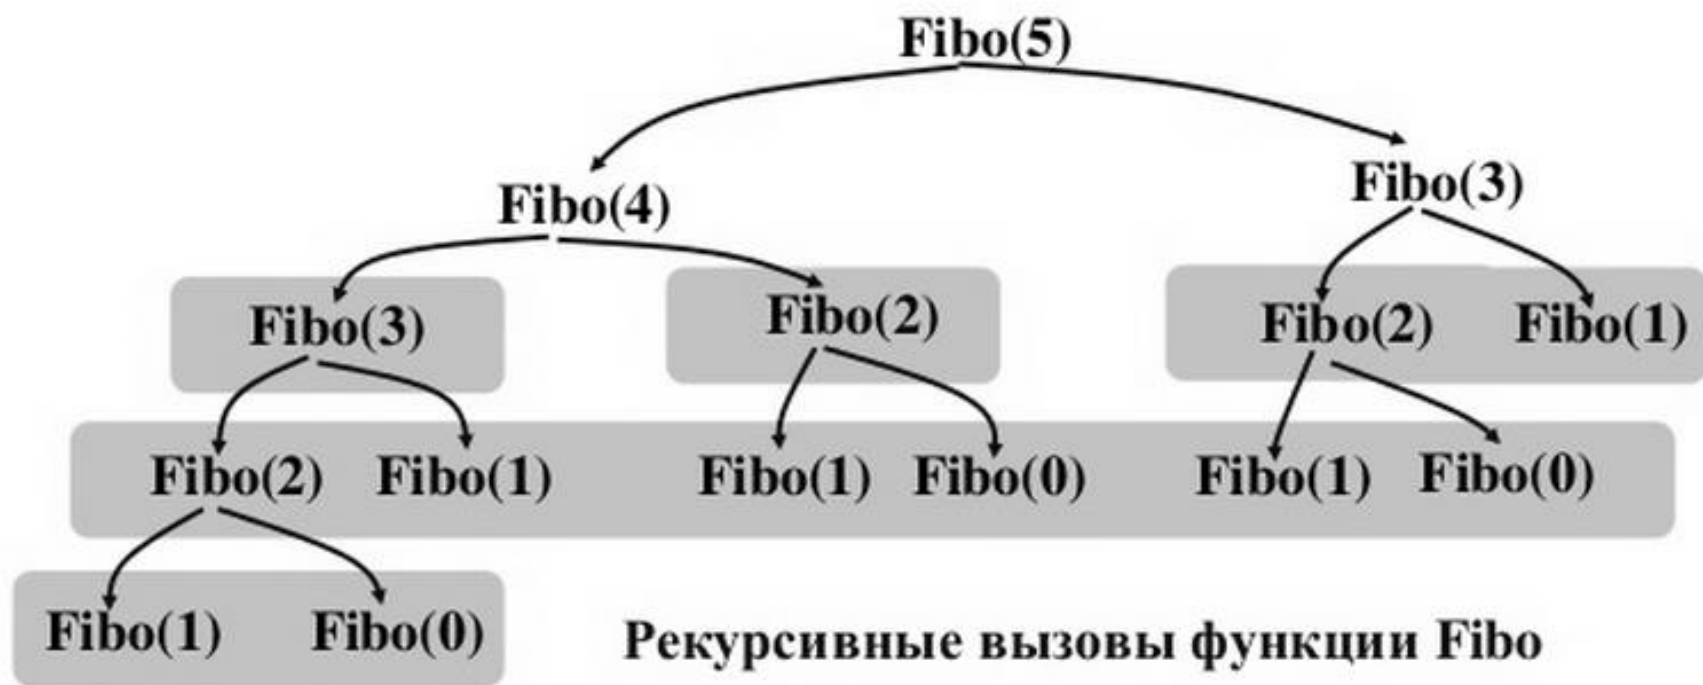 Fibo(5)
Fibo(4) Fibo(3)
Fibo(3) Fibo(2) Fibo(2) Fibo(1)
Fibo(2) Fibo(1) Fibo(1) Fibo(0) Fibo(1) Fibo(0)
Fibo(1) Fibo(0)
Рекурсивные вызовы функции Fibo